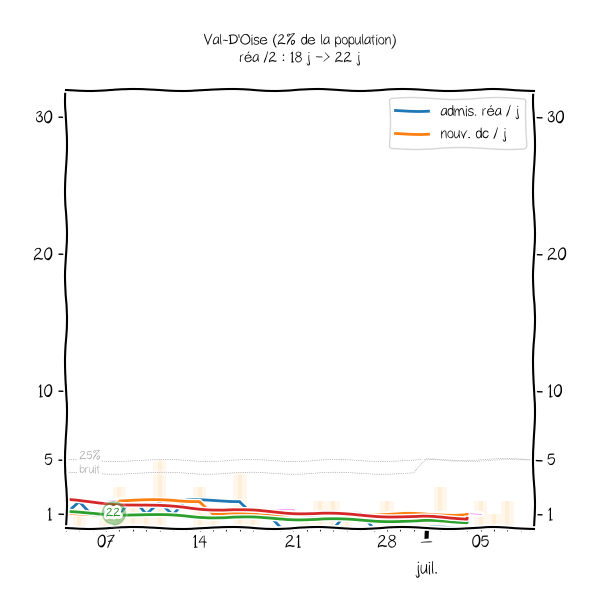 Val-D'Oise (2% de la population)
réa /2 : 18 j -> 22 j
admis. réa / j
nouv. dc / j
30
30
20
20
10
10
5
5
25%
bruit
1
1
22
07
14
21
28
05
juil.